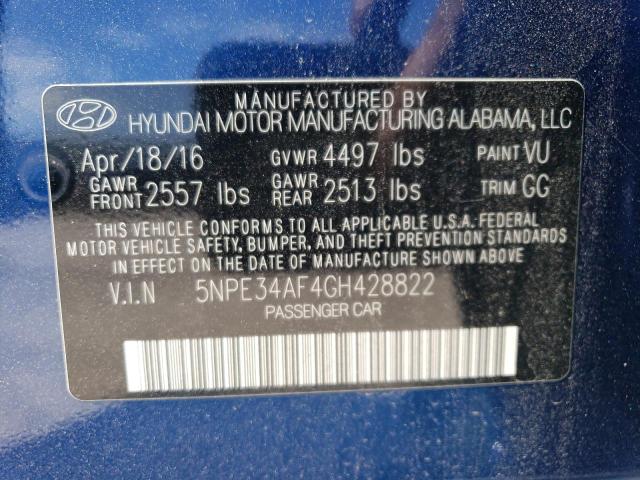 MANUFACTURED BY
HYUNDAI MOTOR MANUFACTURING ALABAMA, LLC
Apr/18/16 GVWR 4497 lbs PAINT VU
GAWR FRONT 2557 lbs GAWR REAR 2513 lbs TRIM GG
THIS VEHICLE CONFORMS TO ALL APPLICABLE U.S.A. FEDERAL
MOTOR VEHICLE SAFETY, BUMPER, AND THEFT PREVENTION STANDARDS
IN EFFECT ON THE DATE OF MANUFACTURE SHOWN ABOVE
V.I.N 5NPE34AF4GH428822
PASSENGER CAR